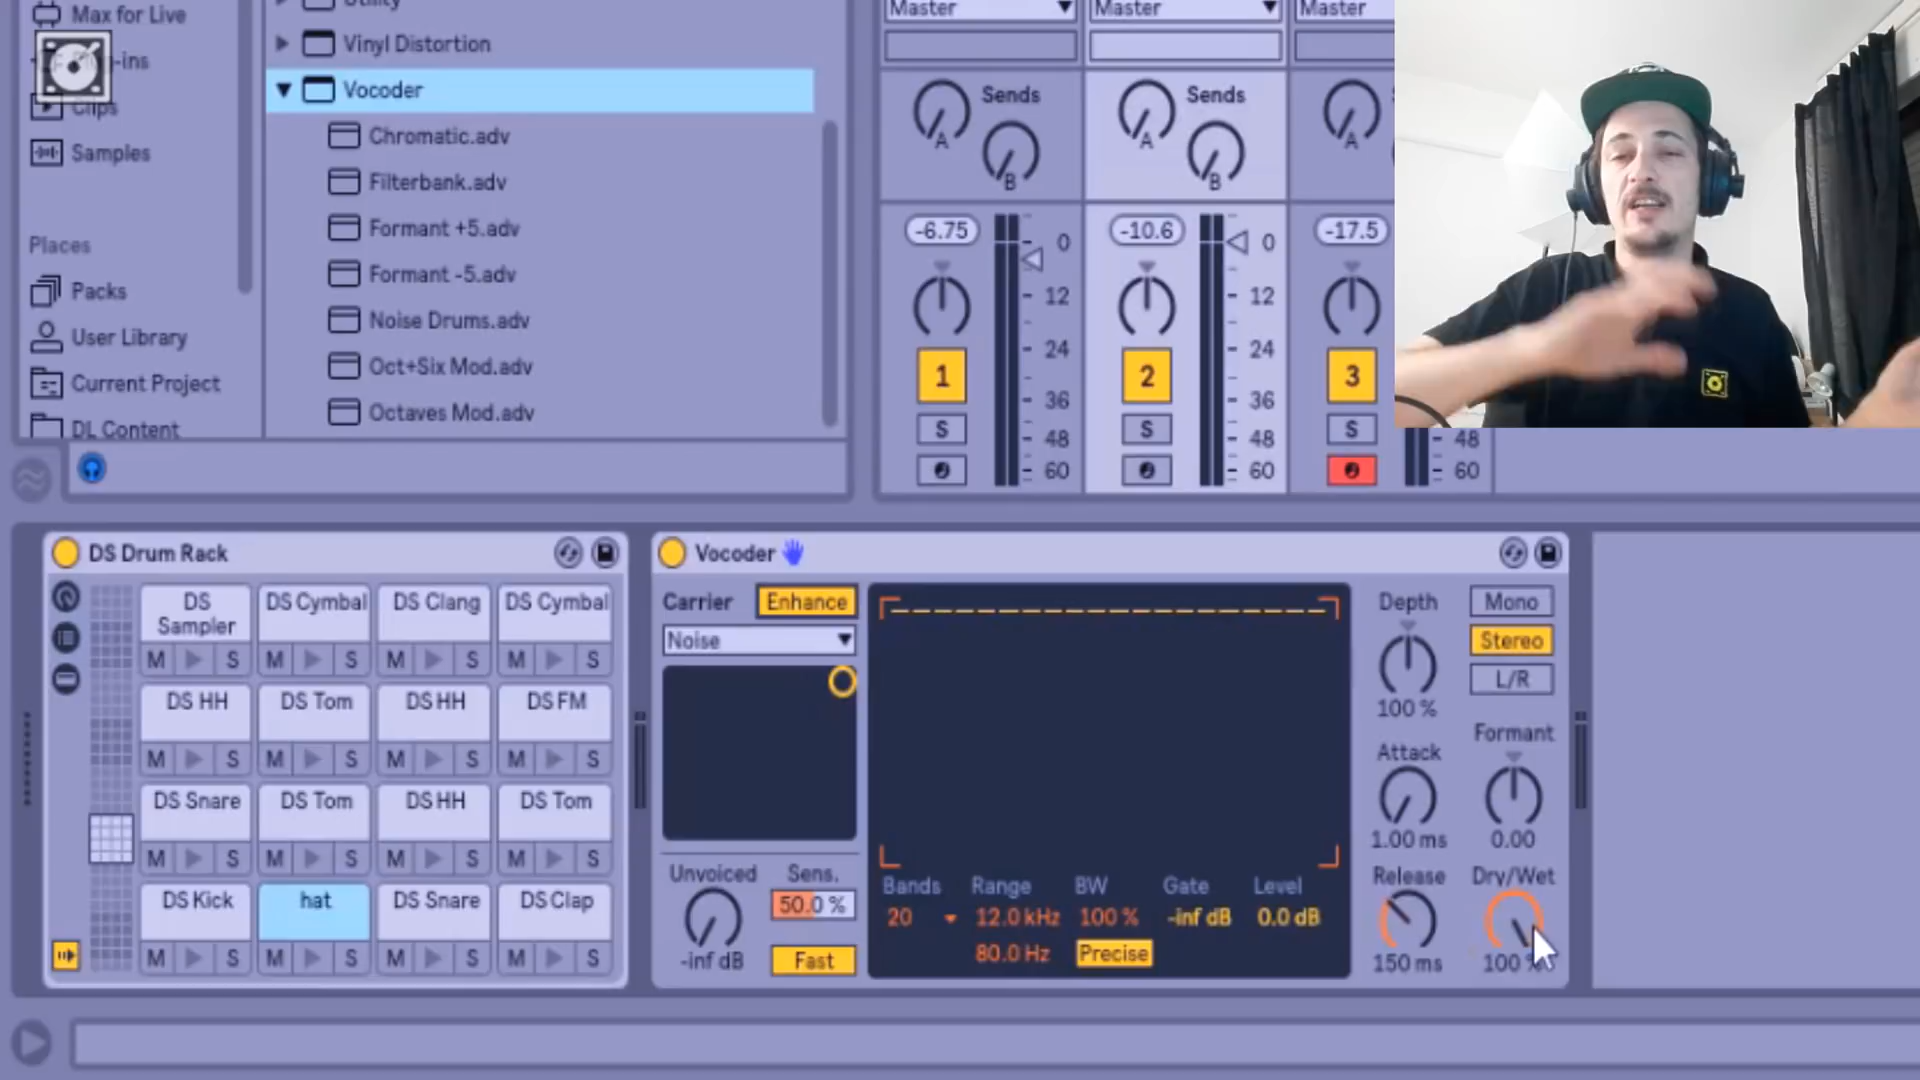 Max for Live
-ins
Clips
Samples
Places
Packs
User Library
Current Project
DL Content
Utility
Vinyl Distortion
Vocoder
Chromatic.adv
Filterbank.adv
Formant +5.adv
Formant -5.adv
Noise Drums.adv
Oct+Six Mod.adv
Octaves Mod.adv
Master Master Master
Sends Sends
A A A
B B
-6.75 -10.6 -17.5
0 0
12 12
24 24
1 2 3
36 36
S S S
48 48 48
60 60 60
DS Drum Rack
DS Sampler DS Cymbal DS Clang DS Cymbal
M S M S M S M S
DS HH DS Tom DS HH DS FM
M S M S M S M S
DS Snare DS Tom DS HH DS Tom
M S M S M S M S
DS Kick hat DS Snare DS Clap
M S M S M S M S
Vocoder
Carrier Enhance
Noise
Unvoiced Sens.
50.0 %
-inf dB Fast
Bands Range BW Gate Level
20 12.0 kHz 100 % -inf dB 0.0 dB
80.0 Hz Precise
Depth Mono
Stereo
100 % L/R
Attack Formant
1.00 ms 0.00
Release Dry/Wet
150 ms 100 %